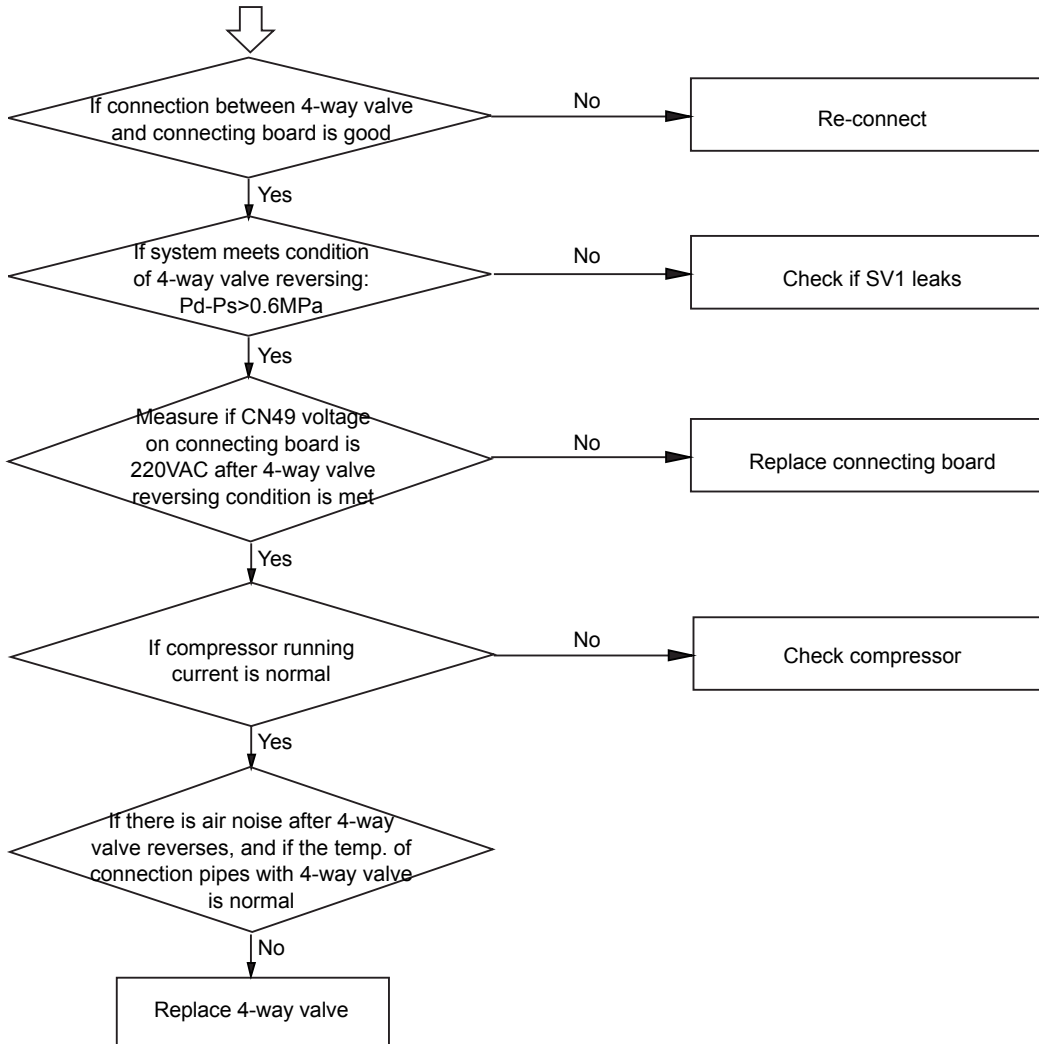 If connection between 4-way valve
and connecting board is good
No
Re-connect
Yes
If system meets condition
of 4-way valve reversing:
Pd-Ps>0.6MPa
No
Check if SV1 leaks
Yes
Measure if CN49 voltage
on connecting board is
220VAC after 4-way valve
reversing condition is met
No
Replace connecting board
Yes
If compressor running
current is normal
No
Check compressor
Yes
If there is air noise after 4-way
valve reverses, and if the temp. of
connection pipes with 4-way valve
is normal
No
Replace 4-way valve